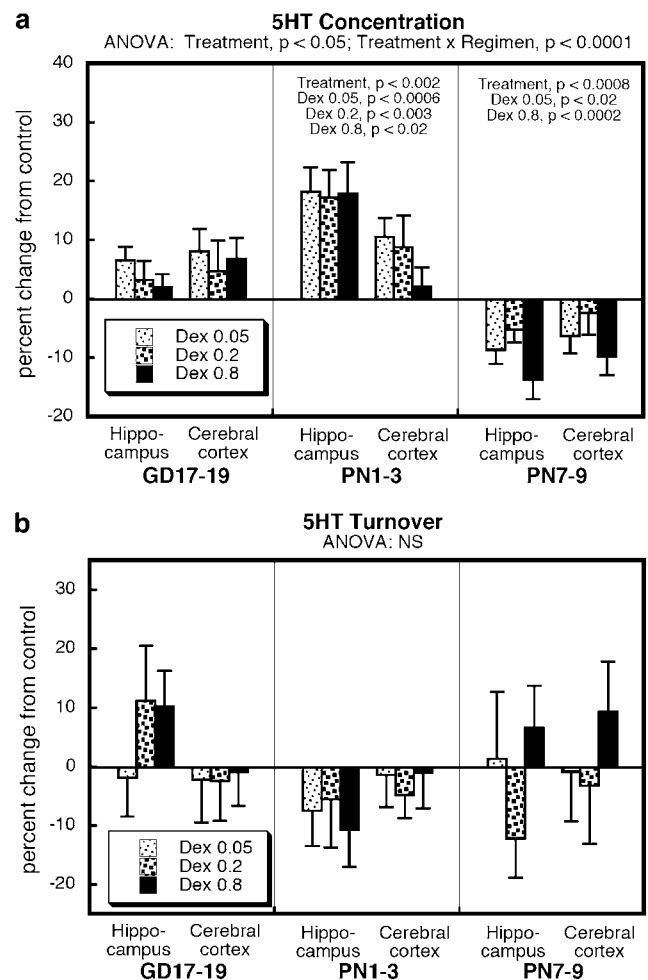 a
5HT Concentration
ANOVA: Treatment, p < 0.05; Treatment x Regimen, p < 0.0001
percent change from control
40
30
20
10
0
-10
-20
Treatment, p < 0.002
Dex 0.05, p < 0.0006
Dex 0.2, p < 0.003
Dex 0.8, p < 0.02
Treatment, p < 0.0008
Dex 0.05, p < 0.02
Dex 0.8, p < 0.0002
Dex 0.05
Dex 0.2
Dex 0.8
Hippo- Cerebral Hippo- Cerebral Hippo- Cerebral
campus cortex campus cortex campus cortex
GD17-19 PN1-3 PN7-9
b
5HT Turnover
ANOVA: NS
percent change from control
30
20
10
0
-10
-20
Dex 0.05
Dex 0.2
Dex 0.8
Hippo- Cerebral Hippo- Cerebral Hippo- Cerebral
campus cortex campus cortex campus cortex
GD17-19 PN1-3 PN7-9